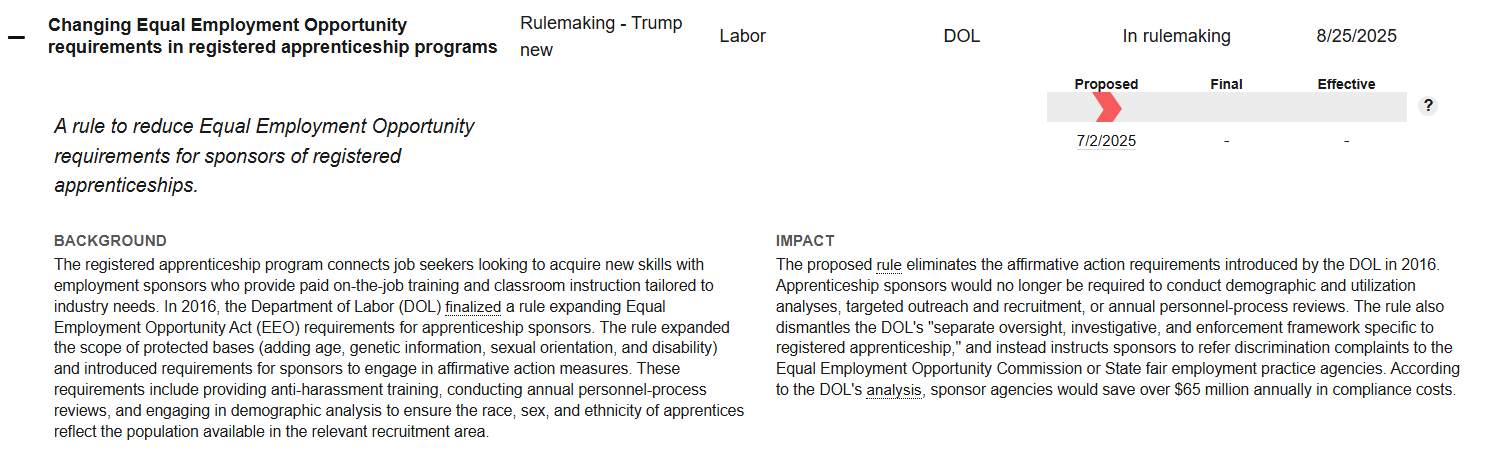 Changing Equal Employment Opportunity
requirements in registered apprenticeship programs
Rulemaking - Trump
new
Labor
DOL
In rulemaking
8/25/2025
Proposed
Final
Effective
?
7/2/2025
-
-
A rule to reduce Equal Employment Opportunity
requirements for sponsors of registered
apprenticeships.
BACKGROUND
The registered apprenticeship program connects job seekers looking to acquire new skills with
employment sponsors who provide paid on-the-job training and classroom instruction tailored to
industry needs. In 2016, the Department of Labor (DOL) finalized a rule expanding Equal
Employment Opportunity Act (EEO) requirements for apprenticeship sponsors. The rule expanded
the scope of protected bases (adding age, genetic information, sexual orientation, and disability)
and introduced requirements for sponsors to engage in affirmative action measures. These
requirements include providing anti-harassment training, conducting annual personnel-process
reviews, and engaging in demographic analysis to ensure the race, sex, and ethnicity of apprentices
reflect the population available in the relevant recruitment area.
IMPACT
The proposed rule eliminates the affirmative action requirements introduced by the DOL in 2016.
Apprenticeship sponsors would no longer be required to conduct demographic and utilization
analyses, targeted outreach and recruitment, or annual personnel-process reviews. The rule also
dismantles the DOL's "separate oversight, investigative, and enforcement framework specific to
registered apprenticeship," and instead instructs sponsors to refer discrimination complaints to the
Equal Employment Opportunity Commission or State fair employment practice agencies. According
to the DOL's analysis, sponsor agencies would save over $65 million annually in compliance costs.